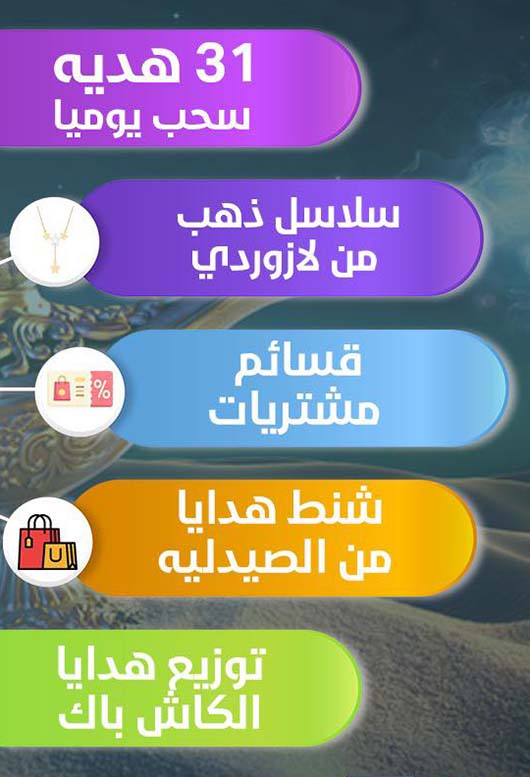 31 هديه
سحب يوميا
سلاسل ذهب
من لازوردي
قسائم
مشتريات
%
شنط هدايا
من الصيدليه
توزيع هدايا
الكاش باك